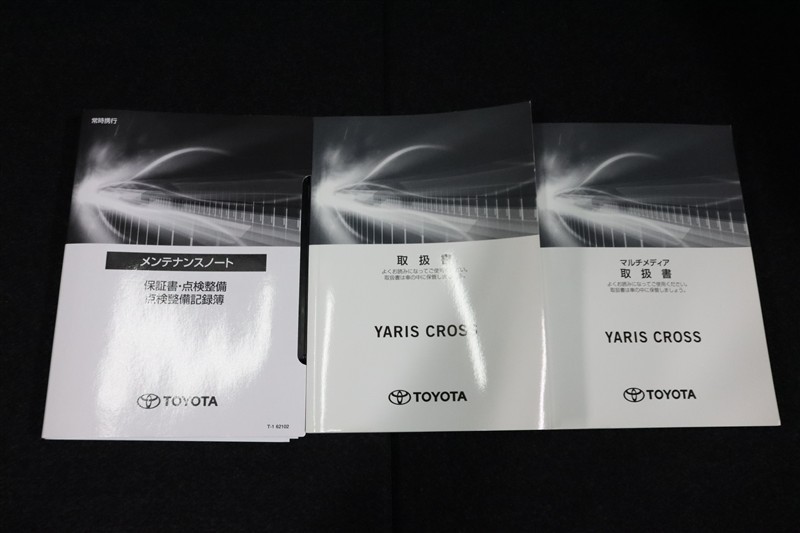 常時携行
メンテナンスノート
保証書・点検整備
点検整備記録簿
TOYOTA
T-1 62102
取扱書
よくお読みになってご使用ください。
取扱書は車の中に保管しましょう。
YARIS CROSS
TOYOTA
マルチメディア
取扱書
よくお読みになってご使用ください。
取扱書は車の中に保管しましょう。
YARIS CROSS
TOYOTA